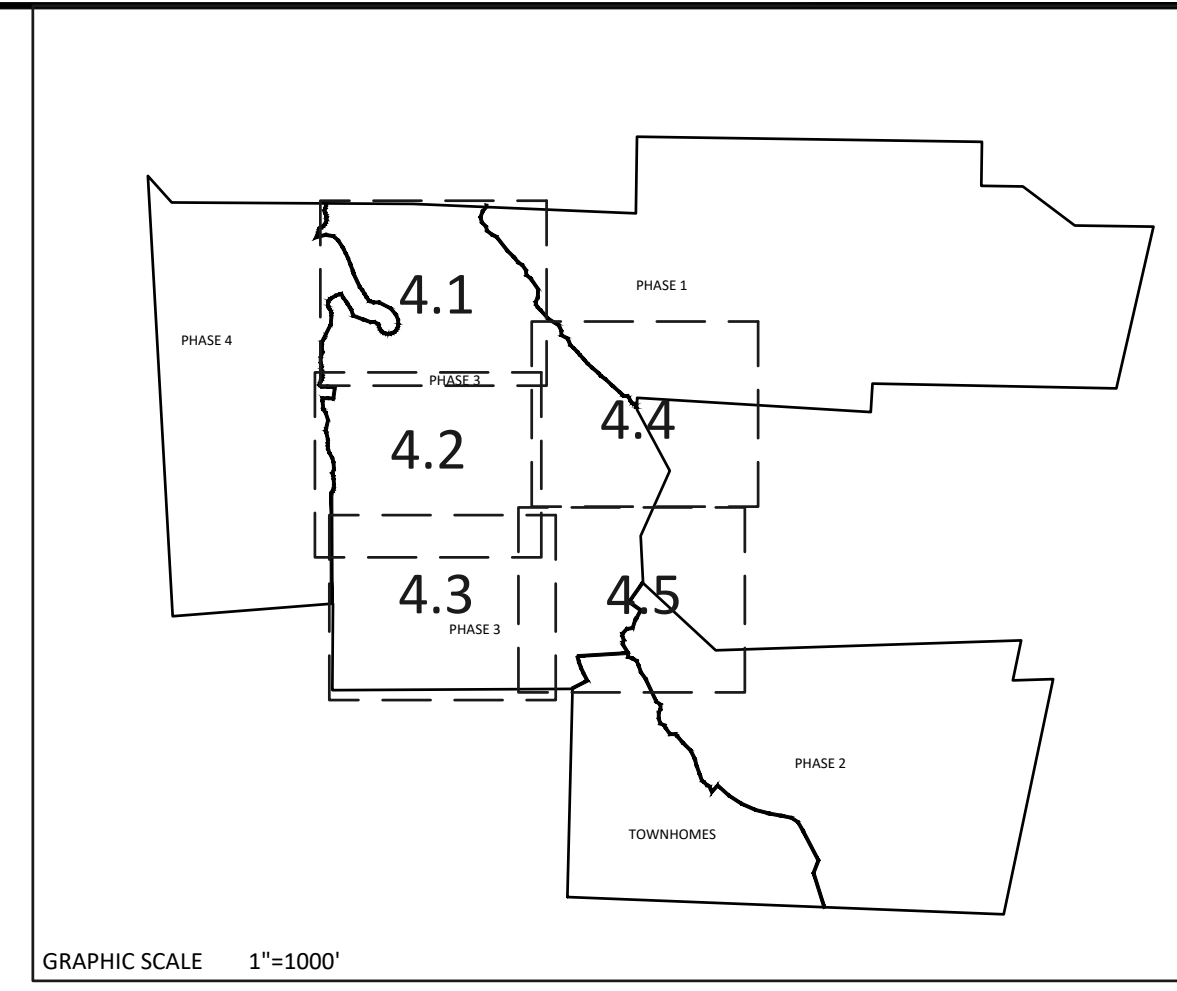 PHASE 1
4.1
PHASE 4
PHASE 3
4.4
4.2
4.3
4.5
PHASE 3
PHASE 2
TOWNHOMES
GRAPHIC SCALE 1"=1000'